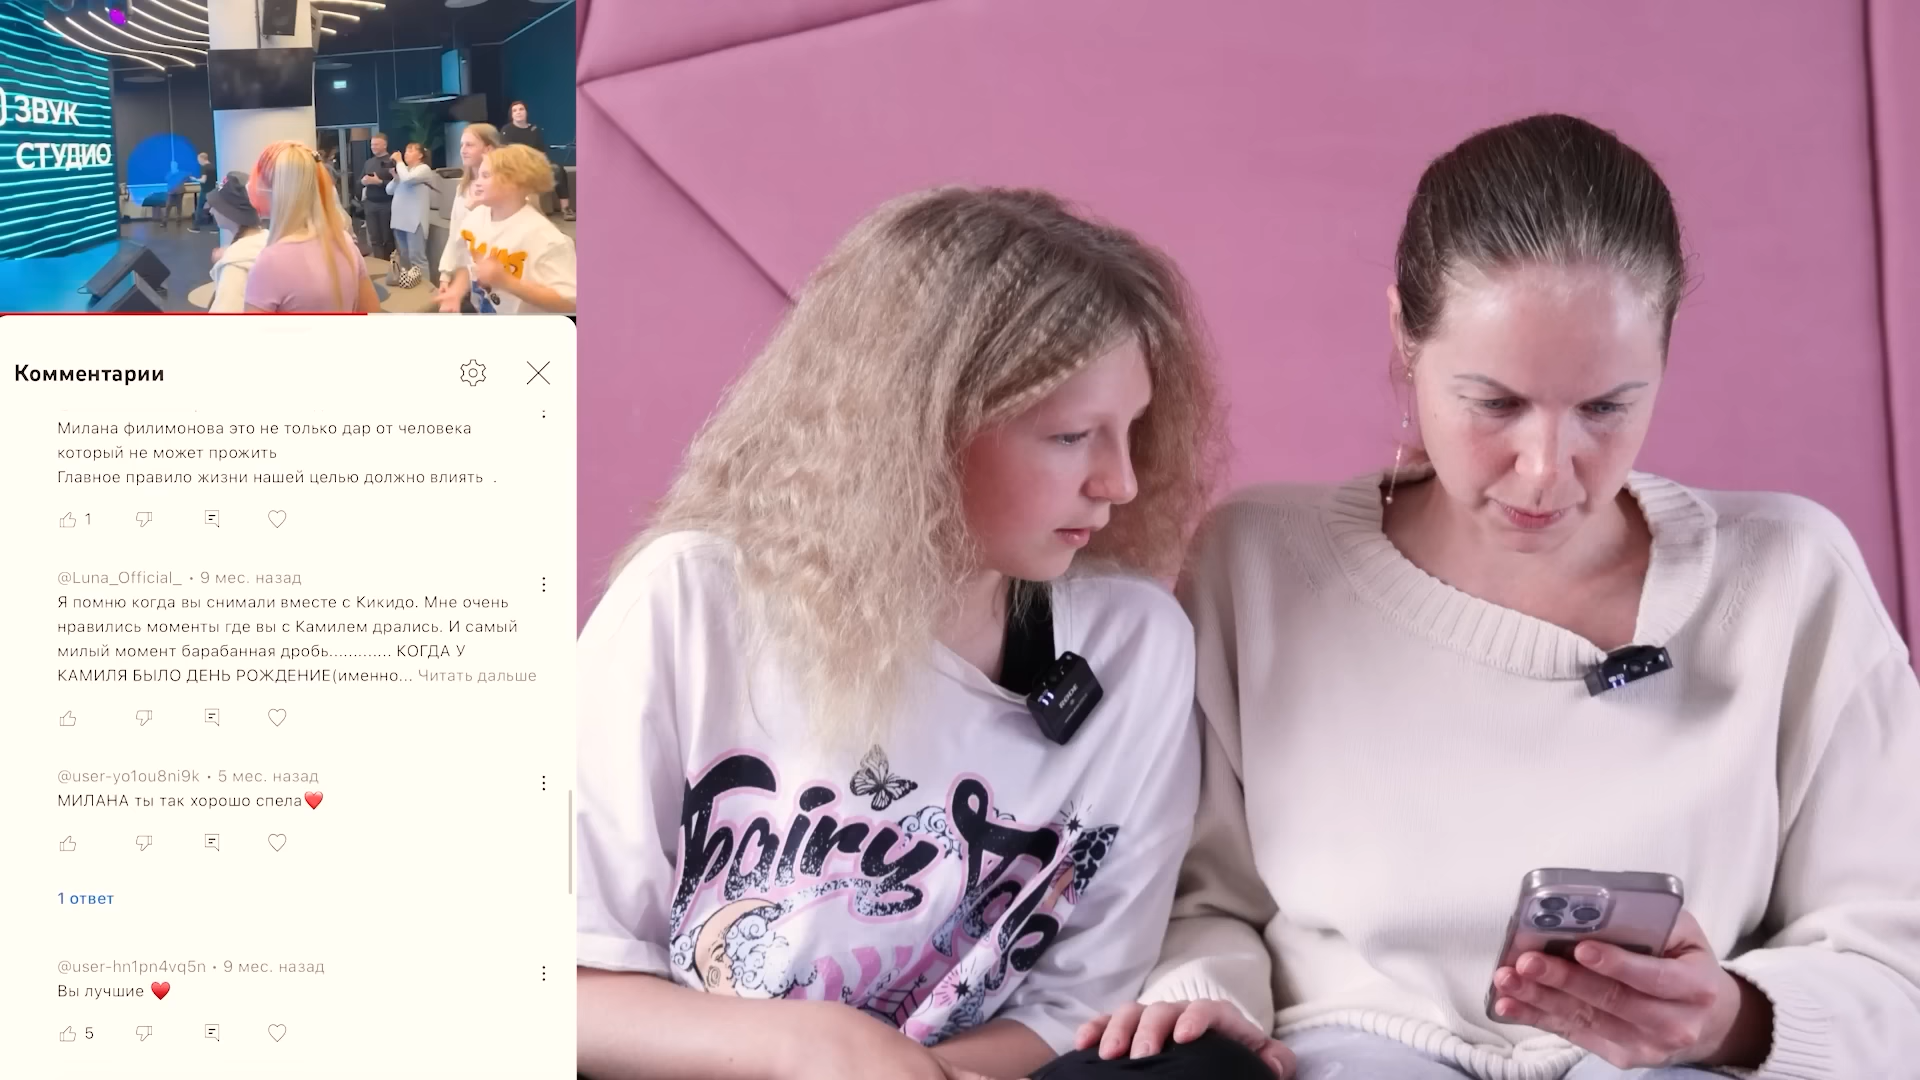 ЗВУК
СТУДИО
Комментарии
Милана филимонова это не только дар от человека
который не может прожить
Главное правило жизни нашей целью должно влиять .
1
@Luna_Official_ • 9 мес. назад
Я помню когда вы снимали вместе с Кикидо. Мне очень
нравились моменты где вы с Камилем дрались. И самый
милый момент барабанная дробь............. КОГДА У
КАМИЛЯ БЫЛО ДЕНЬ РОЖДЕНИЕ(именно... Читать дальше
@user-yo1ou8ni9k • 5 мес. назад
МИЛАНА ты так хорошо спела❤️
1 ответ
@user-hn1pn4vq5n • 9 мес. назад
Вы лучшие ❤️
5
Fairy